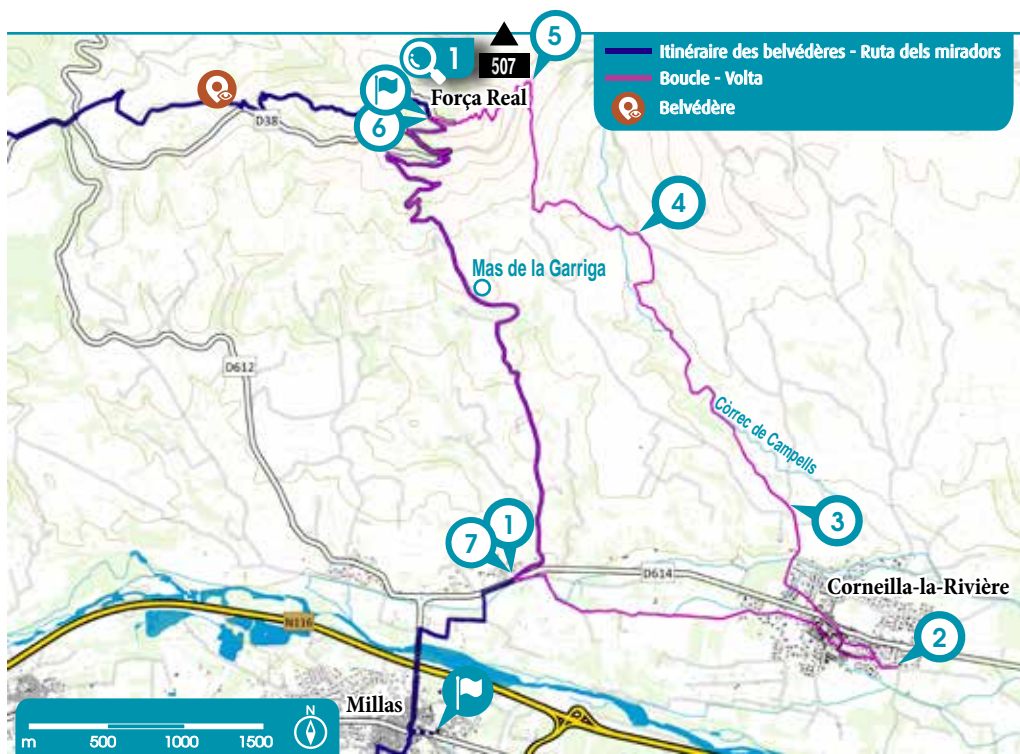 1
507
5
Itinéraire des belvédères - Ruta dels miradors
Boucle - Volta
Belvédère
Força Real
6
D38
4
Mas de la Garriga
D612
Còrrec de Campells
3
1
7
D614
Corneilla-la-Rivière
2
N116
Millas
N
m 500 1000 1500